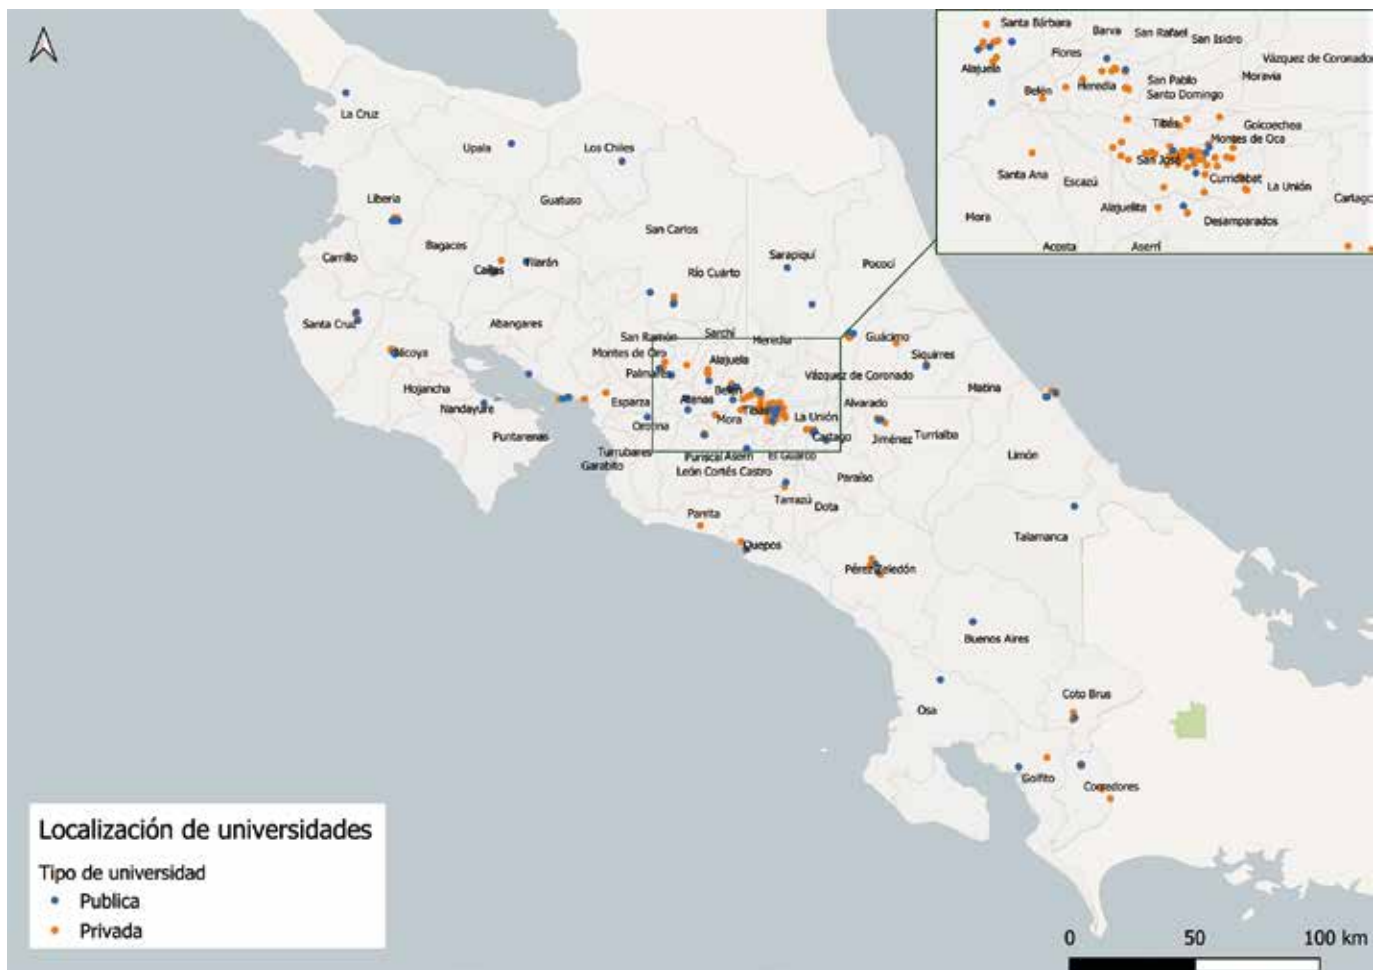 Santa Bárbara
Barva
San Rafael
San Isidro
Flores
Vázquez de Coronado
Alajuela
Moravia
San Pablo
Heredia
Belén
Santo Domingo
Tibás
Goicoechea
Montes de Oca
San José
Santa Ana
Escazú
Curridabat
La Unión
Alajuelita
Cartago
Mora
Desamparados
Acosta
Aserrí
La Cruz
Upala
Los Chiles
Liberia
Guatuso
San Carlos
Bagaces
Carrillo
Cañas
Tilarán
Sarapiquí
Pococí
Río Cuarto
Santa Cruz
Abangares
San Ramón
Sarchí
Heredia
Guácimo
Nicoya
Montes de Oro
Alajuela
Siquirres
Palmares
Vázquez de Coronado
Hojancha
Belén
Matina
Nandayure
Esparza
Atenas
Tibás
Alvarado
Puntarenas
Orotina
Mora
La Unión
Cartago
Jiménez
Turrialba
Turrubares
Puriscal
Aserrí
El Guarco
Limón
Garabito
León Cortés Castro
Paraíso
Tarrazú
Dota
Parrita
Talamanca
Quepos
Pérez Zeledón
Buenos Aires
Coto Brus
Osa
Golfito
Corredores
Localización de universidades
Tipo de universidad
Publica
Privada
0 50 100 km